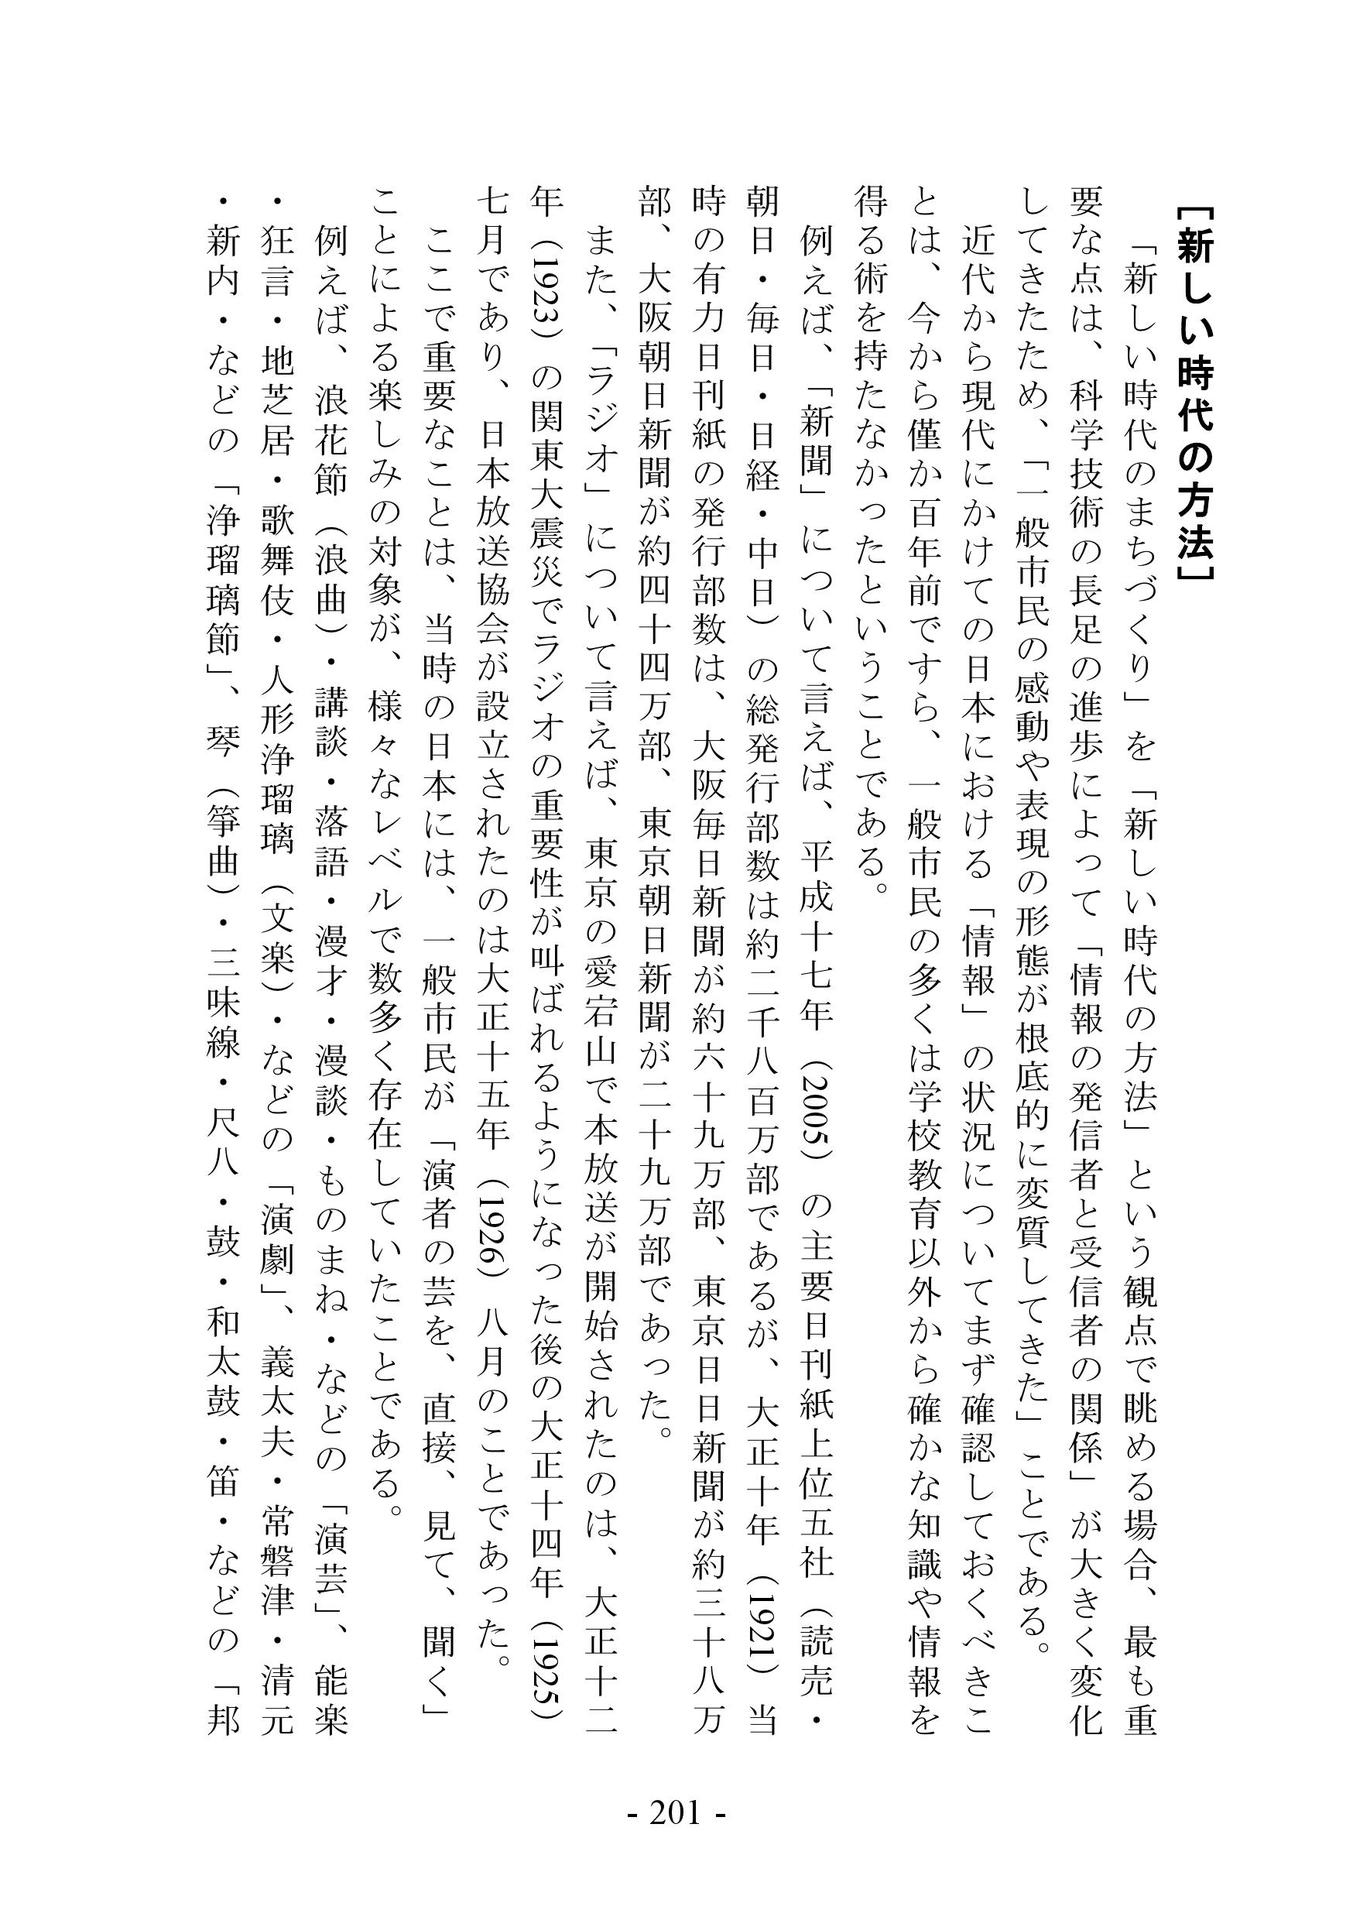 [新しい時代の方法]
「新しい時代のまちづくり」を「新しい時代の方法」という観点で眺める場合、最も重
要な点は、科学技術の長足の進歩によって「情報の発信者と受信者の関係」が大きく変化
してきたため、「一般市民の感動や表現の形態が根底的に変質してきた」ことである。
近代から現代にかけての日本における「情報」の状況についてまず確認しておくべきこ
とは、今から僅か百年前ですら、一般市民の多くは学校教育以外から確かな知識や情報を
得る術を持たなかったということである。
例えば、「新聞」について言えば、平成十七年（2005）の主要日刊紙上位五社（読売・
朝日・毎日・日経・中日）の総発行部数は約二千八百万部であるが、大正十年（1921）当
時の有力日刊紙の発行部数は、大阪毎日新聞が約六十九万部、東京日日新聞が約三十八万
部、大阪朝日新聞が約四十四万部、東京朝日新聞が二十九万部であった。
また、「ラジオ」について言えば、東京の愛宕山で本放送が開始されたのは、大正十二
年（1923）の関東大震災でラジオの重要性が叫ばれるようになった後の大正十四年（1925）
七月であり、日本放送協会が設立されたのは大正十五年（1926）八月のことであった。
ここで重要なことは、当時の日本には、一般市民が「演者の芸を、直接、見て、聞く」
ことによる楽しみの対象が、様々なレベルで数多く存在していたことである。
例えば、浪花節（浪曲）・講談・落語・漫才・漫談・ものまね・などの「演芸」、能楽
・狂言・地芝居・歌舞伎・人形浄瑠璃（文楽）・などの「演劇」、義太夫・常磐津・清元
・新内・などの「浄瑠璃節」、琴（箏曲）・三味線・尺八・鼓・和太鼓・笛・などの「邦
- 201 -